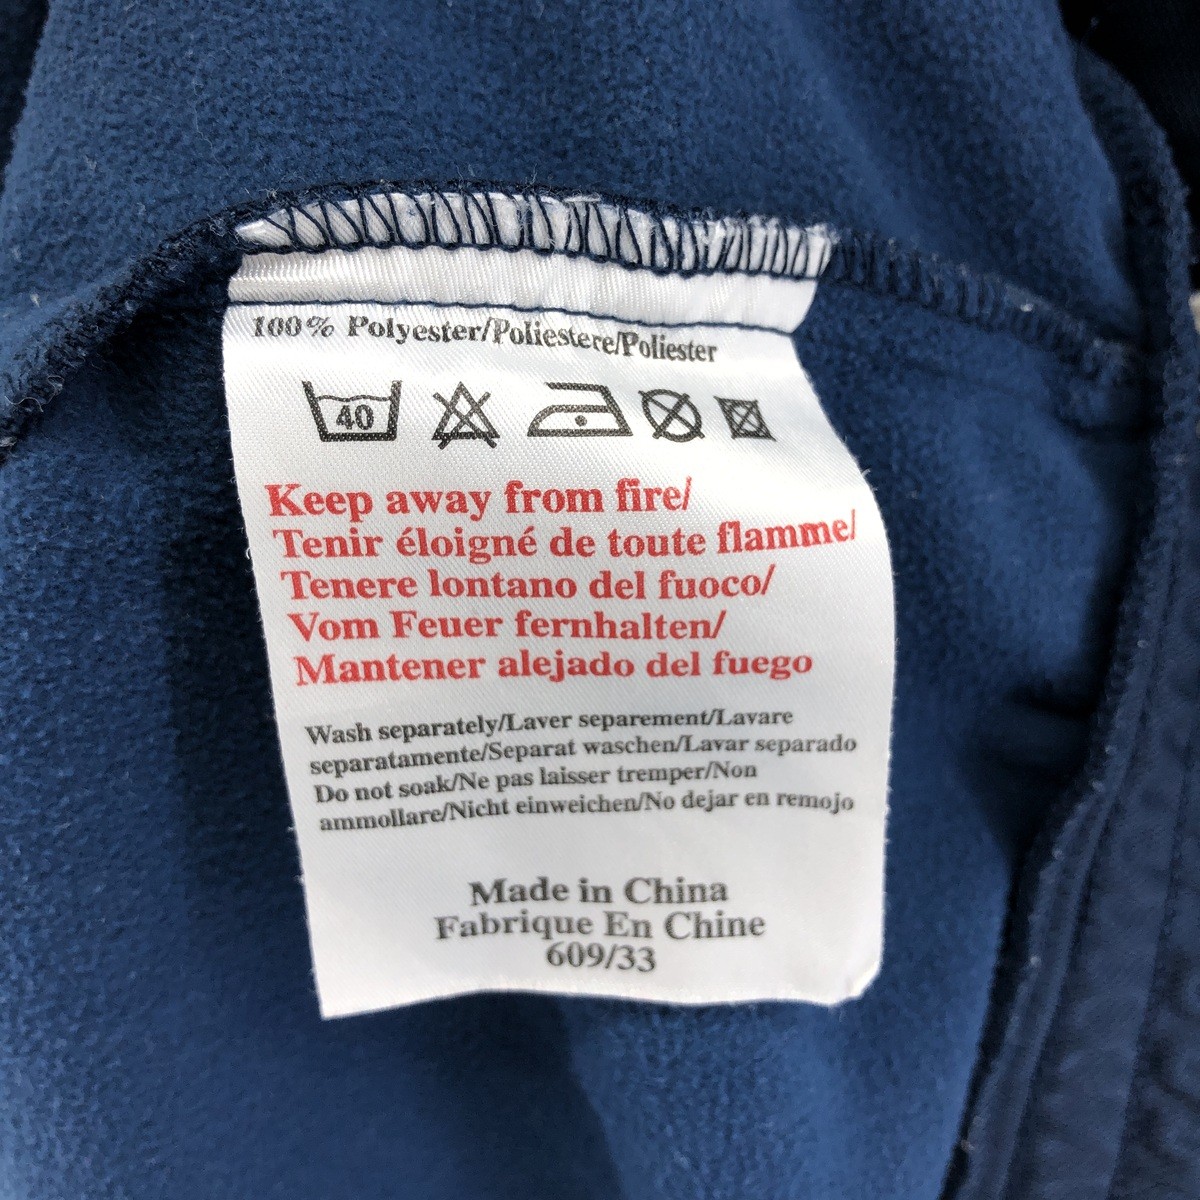 100% Polyester/Poliestere/Poliester
40
Keep away from fire/
Tenir éloigné de toute flamme/
Tenere lontano del fuoco/
Vom Feuer fernhalten/
Mantener alejado del fuego
Wash separately/Laver separement/Lavare
separatamente/Separat waschen/Lavar separado
Do not soak/Ne pas laisser tremper/Non
ammollare/Nicht einweichen/No dejar en remojo
Made in China
Fabrique En Chine
609/33